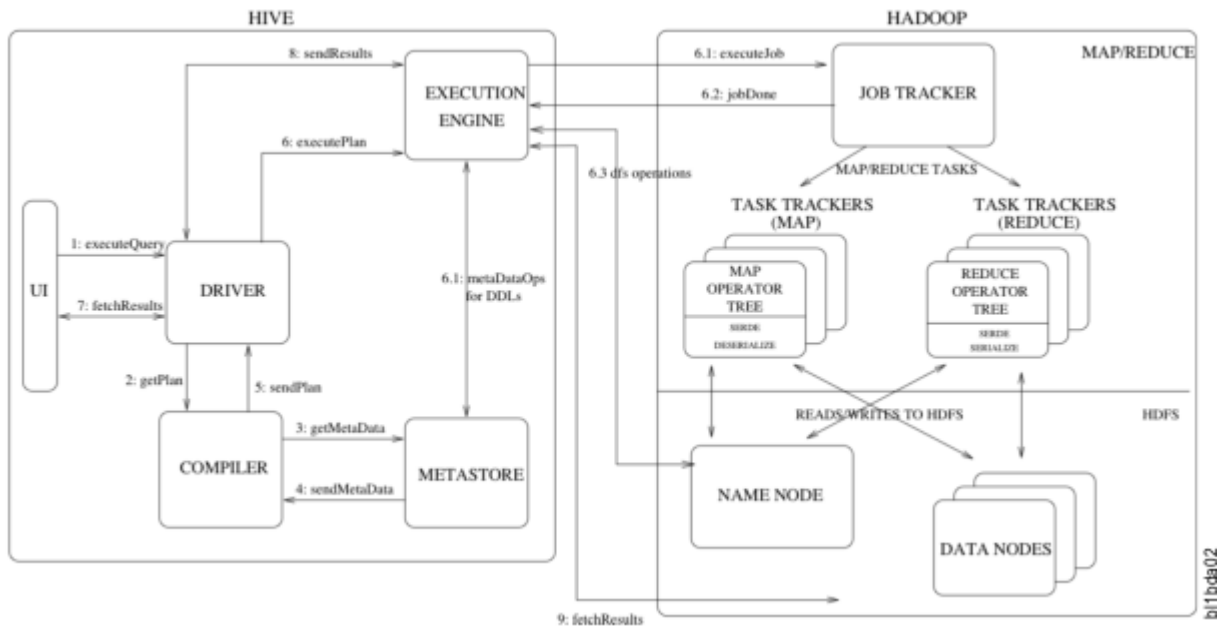 HIVE
HADOOP
MAP/REDUCE
8: sendResults
6.1: executeJob
EXECUTION
ENGINE
6.2: jobDone
JOB TRACKER
6: executePlan
6.3 dfs operations
MAP/REDUCE TASKS
TASK TRACKERS
(MAP)
TASK TRACKERS
(REDUCE)
UI
1: executeQuery
DRIVER
7: fetchResults
6.1: metaDataOps
for DDLs
MAP
OPERATOR
TREE
SERDE
DESERIALIZE
REDUCE
OPERATOR
TREE
SERDE
SERIALIZE
2: getPlan
5: sendPlan
READS/WRITES TO HDFS
HDFS
COMPILER
3: getMetaData
METASTORE
4: sendMetaData
NAME NODE
DATA NODES
9: fetchResults
bl1bda02